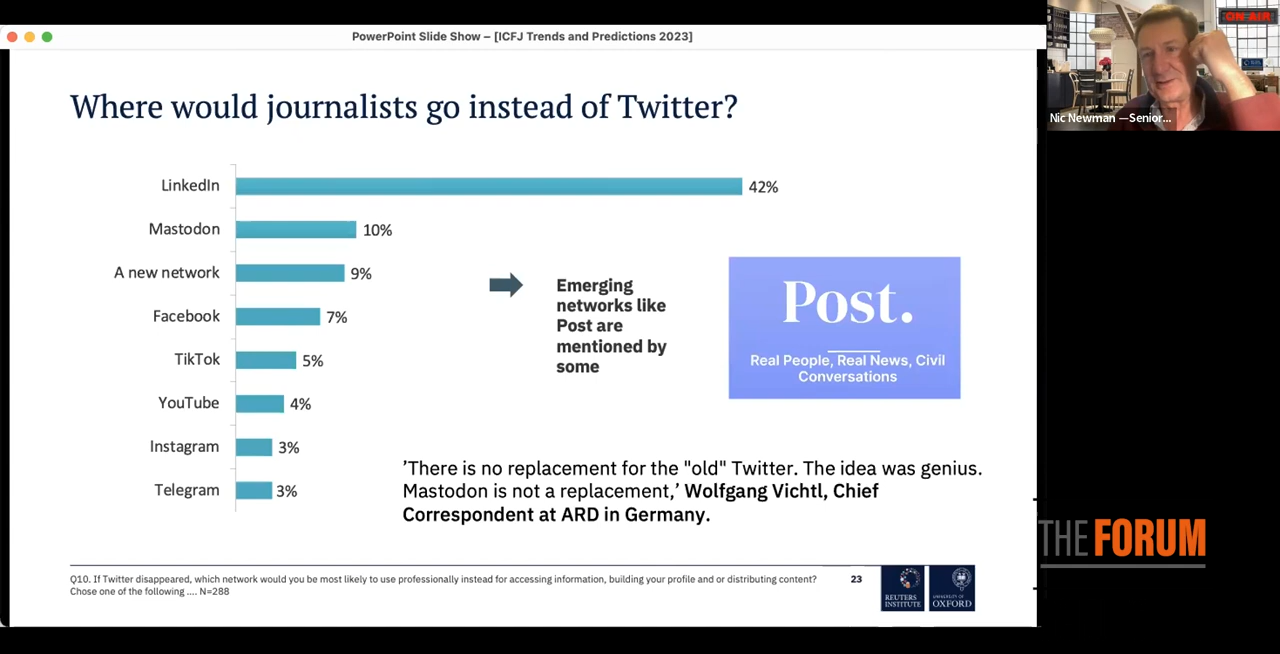 PowerPoint Slide Show – [ICFJ Trends and Predictions 2023]
ON AIR
Nic Newman —Senior...
Where would journalists go instead of Twitter?
LinkedIn
42%
Mastodon
10%
A new network
9%
Facebook
7%
TikTok
5%
YouTube
4%
Instagram
3%
Telegram
3%
Emerging
networks like
Post are
mentioned by
some
Post.
Real People, Real News, Civil
Conversations
’There is no replacement for the "old" Twitter. The idea was genius.
Mastodon is not a replacement,’ Wolfgang Vichtl, Chief
Correspondent at ARD in Germany.
THE FORUM
Q10. If Twitter disappeared, which network would you be most likely to use professionally instead for accessing information, building your profile and or distributing content?
Chose one of the following .... N=288
23
REUTERS
INSTITUTE
UNIVERSITY OF
OXFORD